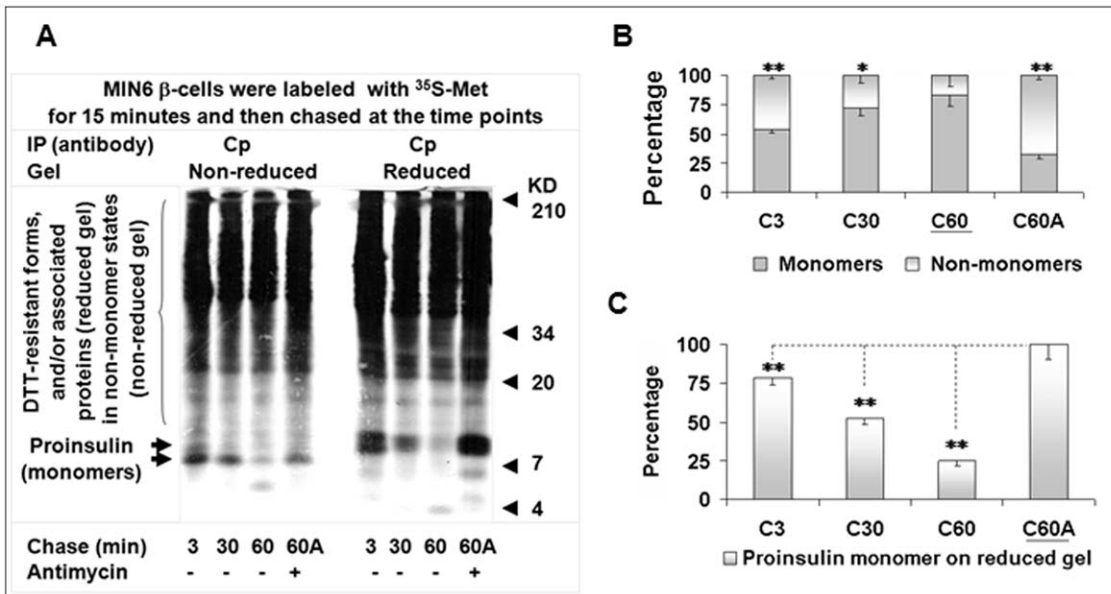 A
MIN6 β-cells were labeled with ³⁵S-Met
for 15 minutes and then chased at the time points
IP (antibody) Cp Cp
Gel Non-reduced Reduced
DTT-resistant forms,
and/or associated
proteins (reduced gel)
in non-monomer states
(non-reduced gel)
Proinsulin
(monomers)
KD
210
34
20
7
4
Chase (min) 3 30 60 60A 3 30 60 60A
Antimycin - - - + - - - +
B
Percentage
100
75
50
25
0
** * **
C3 C30 C60 C60A
Monomers Non-monomers
C
Percentage
100
75
50
25
0
** ** **
C3 C30 C60 C60A
Proinsulin monomer on reduced gel